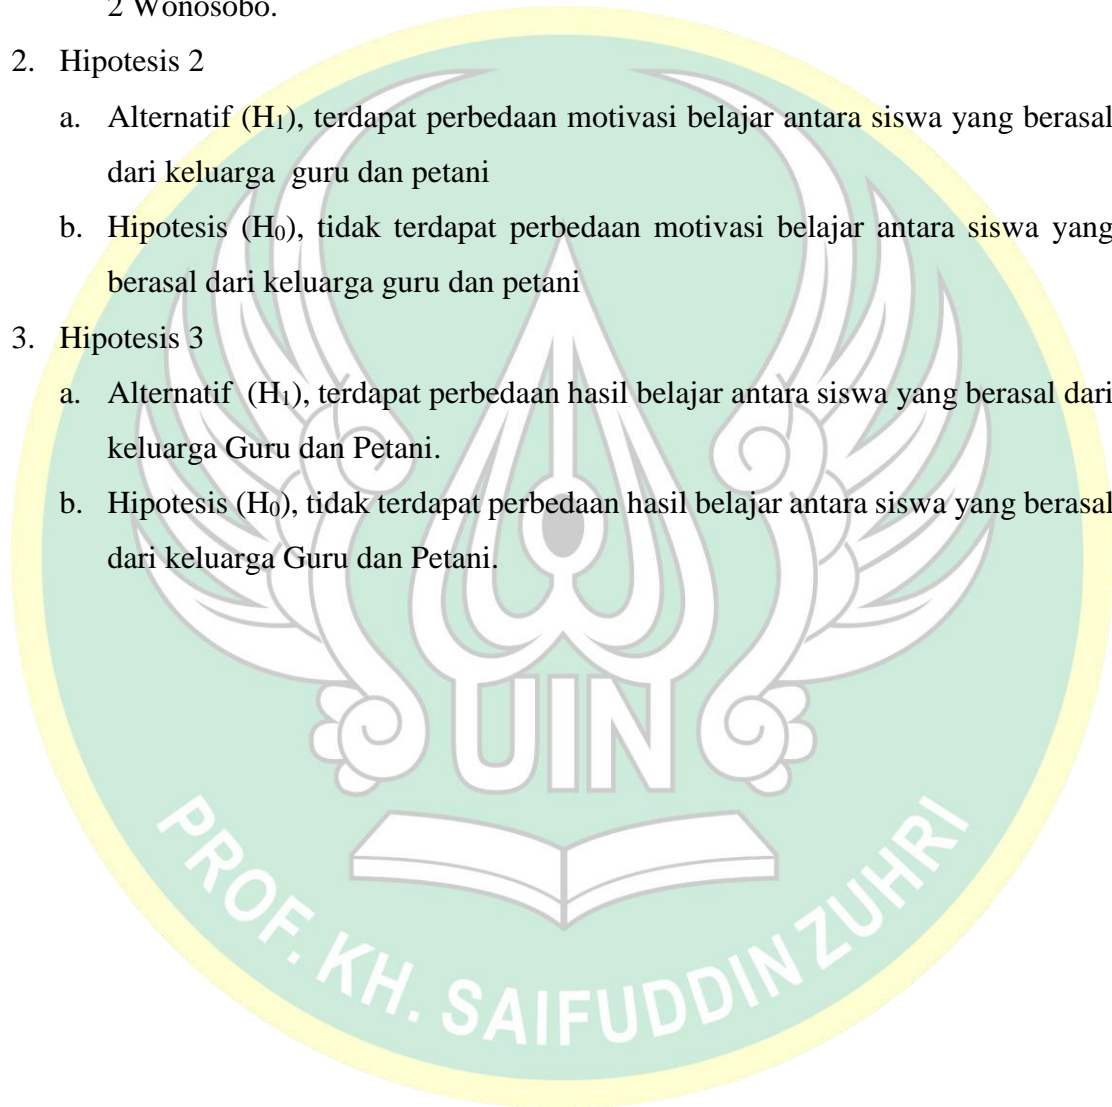 2 Wonosobo.
2. Hipotesis 2
a. Alternatif (H₁), terdapat perbedaan motivasi belajar antara siswa yang berasal
dari keluarga guru dan petani
b. Hipotesis (H₀), tidak terdapat perbedaan motivasi belajar antara siswa yang
berasal dari keluarga guru dan petani
3. Hipotesis 3
a. Alternatif (H₁), terdapat perbedaan hasil belajar antara siswa yang berasal dari
keluarga Guru dan Petani.
b. Hipotesis (H₀), tidak terdapat perbedaan hasil belajar antara siswa yang berasal
dari keluarga Guru dan Petani.
UIN
PROF. KH. SAIFUDDIN ZUHRI